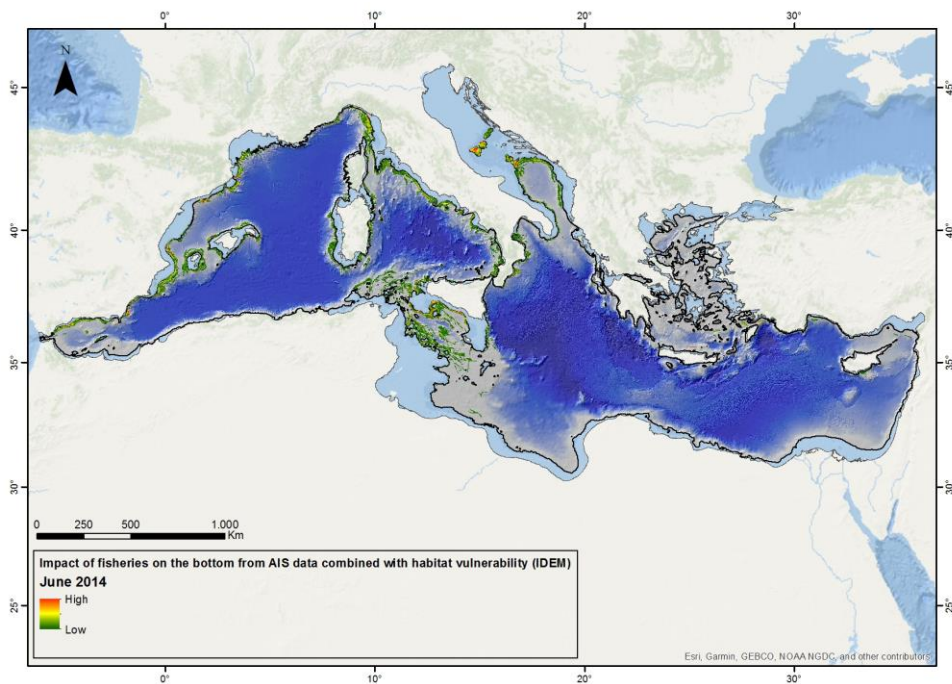 0° 10° 20° 30°
N
45° 45°
40° 40°
35° 35°
30° 30°
0 250 500 1.000
Km
Impact of fisheries on the bottom from AIS data combined with habitat vulnerability (IDEM)
June 2014
High
Low
25° 25°
Esri, Garmin, GEBCO, NOAA NGDC, and other contributors
0° 10° 20° 30°